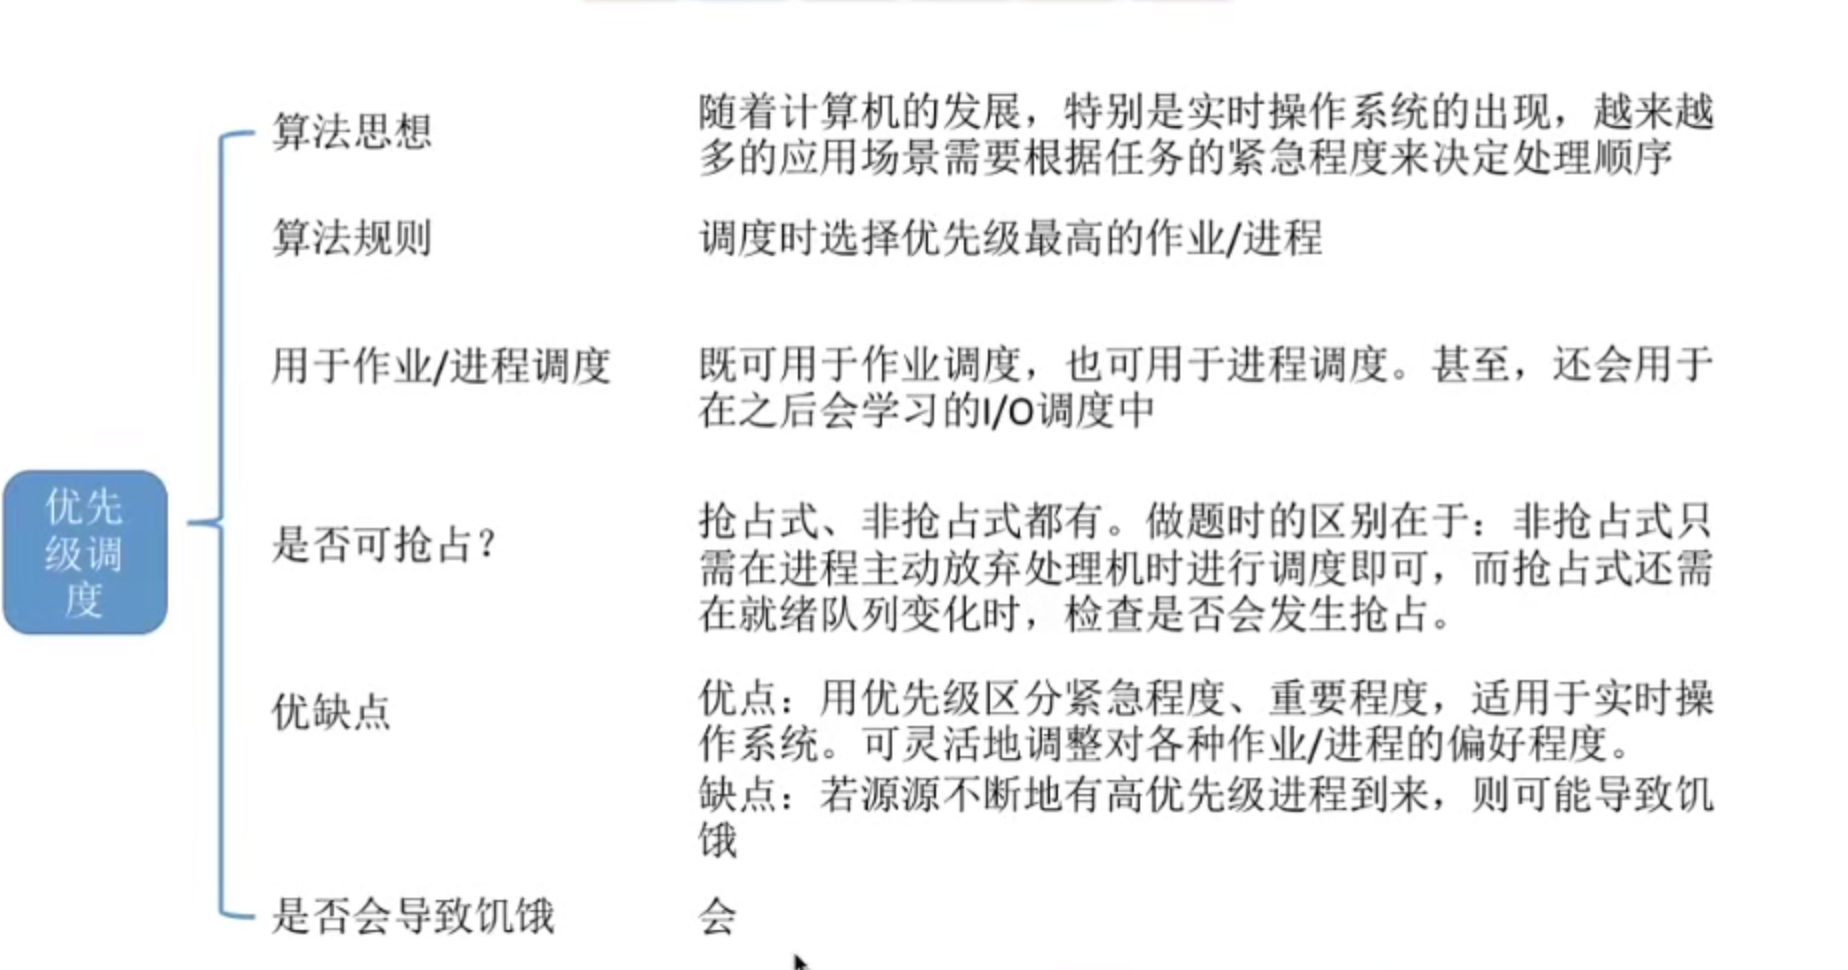 算法思想
随着计算机的发展，特别是实时操作系统的出现，越来越
多的应用场景需要根据任务的紧急程度来决定处理顺序
算法规则
调度时选择优先级最高的作业/进程
用于作业/进程调度
既可用于作业调度，也可用于进程调度。甚至，还会用于
在之后会学习的I/O调度中
优先
级调
度
是否可抢占？
抢占式、非抢占式都有。做题时的区别在于：非抢占式只
需在进程主动放弃处理机时进行调度即可，而抢占式还需
在就绪队列变化时，检查是否会发生抢占。
优缺点
优点：用优先级区分紧急程度、重要程度，适用于实时操
作系统。可灵活地调整对各种作业/进程的偏好程度。
缺点：若源源不断地有高优先级进程到来，则可能导致饥
饿
是否会导致饥饿
会